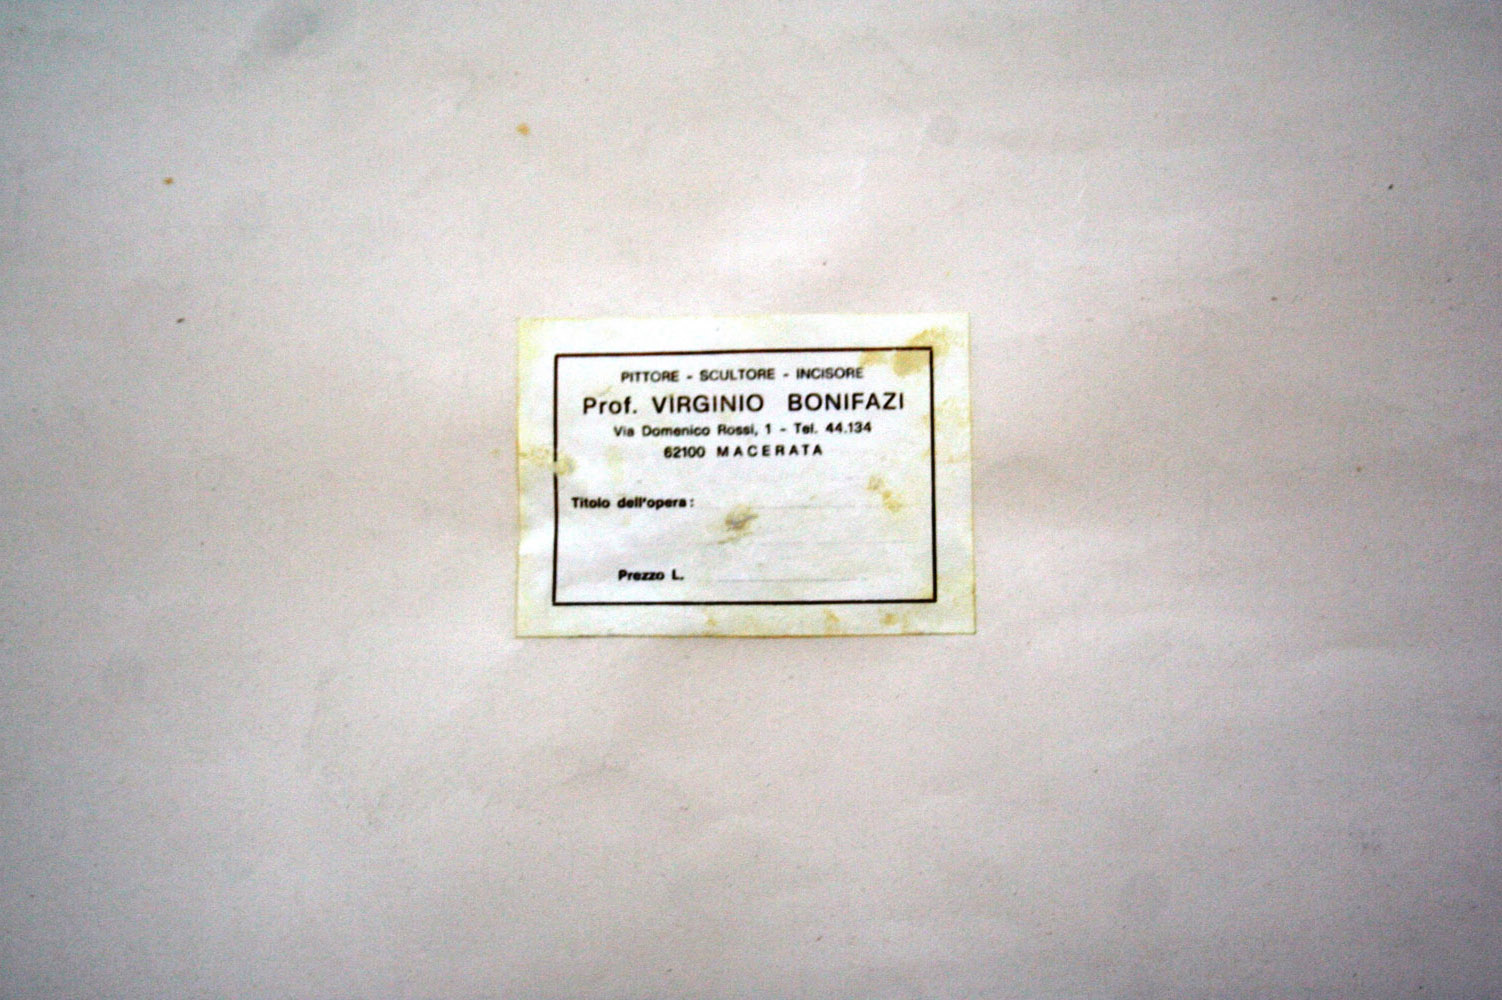 PITTORE - SCULTORE - INCISORE
Prof. VIRGINIO BONIFAZI
Via Domenico Rossi, 1 - Tel. 44.134
62100 MACERATA
Titolo dell'opera:
Prezzo L.